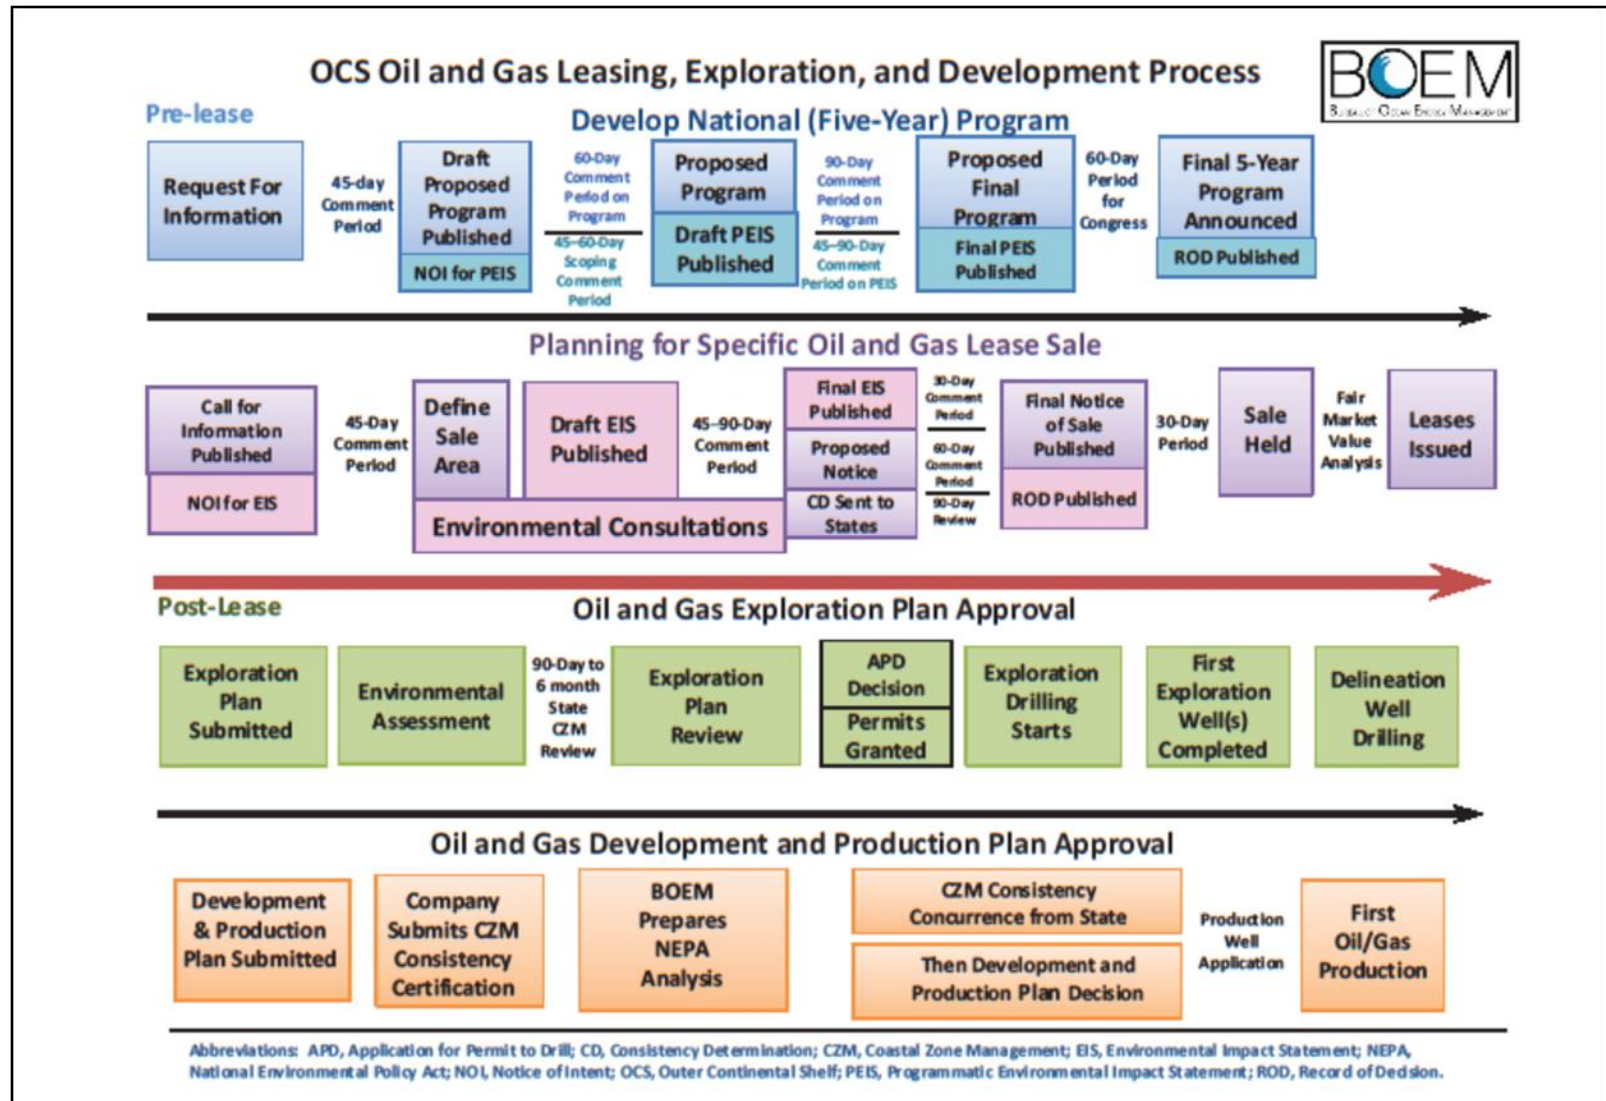 OCS Oil and Gas Leasing, Exploration, and Development Process
BOEM
BUREAU OF OCEAN ENERGY MANAGEMENT
Pre-lease
Develop National (Five-Year) Program
Request For
Information
45-day
Comment
Period
Draft
Proposed
Program
Published
NOI for PEIS
60-Day
Comment
Period on
Program
45–60-Day
Scoping
Comment
Period
Proposed
Program
Draft PEIS
Published
90-Day
Comment
Period on
Program
45–90-Day
Comment
Period on PEIS
Proposed
Final
Program
Final PEIS
Published
60-Day
Period
for
Congress
Final 5-Year
Program
Announced
ROD Published
Planning for Specific Oil and Gas Lease Sale
Call for
Information
Published
NOI for EIS
45-Day
Comment
Period
Define
Sale
Area
Draft EIS
Published
Environmental Consultations
45–90-Day
Comment
Period
Final EIS
Published
Proposed
Notice
CD Sent to
States
30-Day
Comment
Period
60-Day
Comment
Period
90-Day
Review
Final Notice
of Sale
Published
ROD Published
30-Day
Period
Sale
Held
Fair
Market
Value
Analysis
Leases
Issued
Post-Lease
Oil and Gas Exploration Plan Approval
Exploration
Plan
Submitted
Environmental
Assessment
90-Day to
6 month
State
CZM
Review
Exploration
Plan
Review
APD
Decision
Permits
Granted
Exploration
Drilling
Starts
First
Exploration
Well(s)
Completed
Delineation
Well
Drilling
Oil and Gas Development and Production Plan Approval
Development
& Production
Plan Submitted
Company
Submits CZM
Consistency
Certification
BOEM
Prepares
NEPA
Analysis
CZM Consistency
Concurrence from State
Then Development and
Production Plan Decision
Production
Well
Application
First
Oil/Gas
Production
Abbreviations: APD, Application for Permit to Drill; CD, Consistency Determination; CZM, Coastal Zone Management; EIS, Environmental Impact Statement; NEPA,
National Environmental Policy Act; NOI, Notice of Intent; OCS, Outer Continental Shelf; PEIS, Programmatic Environmental Impact Statement; ROD, Record of Decision.